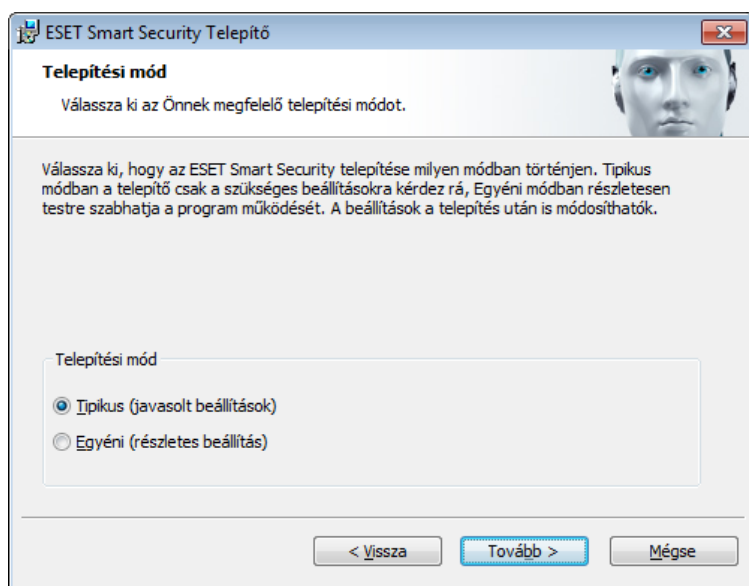 ESET Smart Security Telepítő
Telepítési mód
Válassza ki az Önnek megfelelő telepítési módot.
Válassza ki, hogy az ESET Smart Security telepítése milyen módban történjen. Tipikus
módban a telepítő csak a szükséges beállításokra kérdez rá, Egyéni módban részletesen
testre szabhatja a program működését. A beállítások a telepítés után is módosíthatók.
Telepítési mód
Tipikus (javasolt beállítások)
Egyéni (részletes beállítás)
< Vissza
Tovább >
Mégse